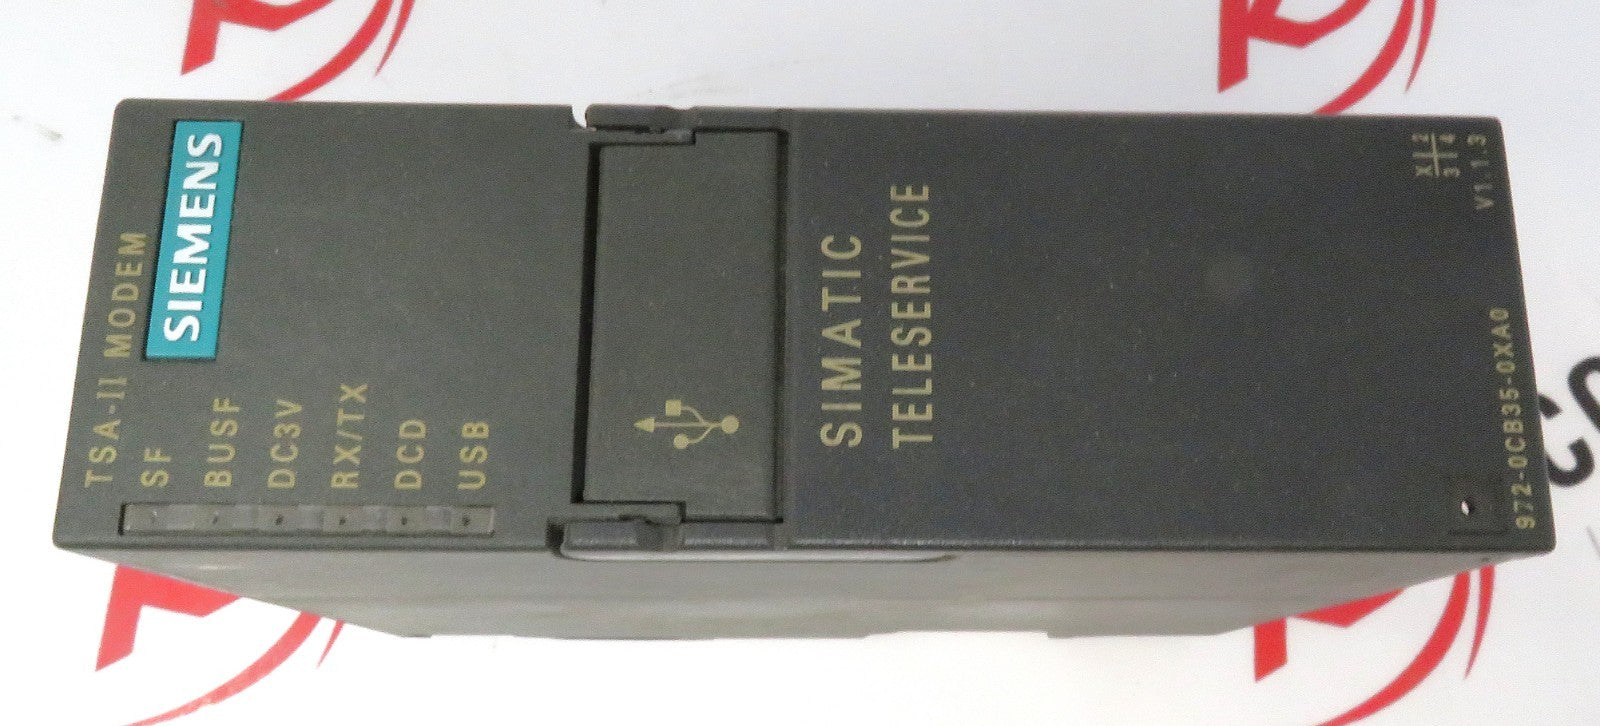 TSA-II MODEM
SIEMENS
SF
BUSF
DC3V
RX/TX
DCD
USB
SIMATIC
TELESERVICE
X 2
3 4
V1.1.3
972-0CB35-0XA0